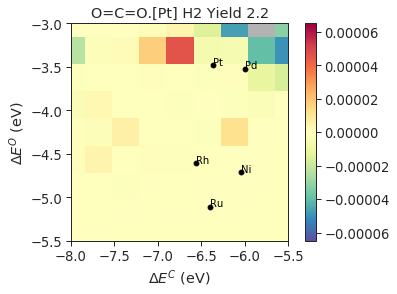 O=C=O.[Pt] H2 Yield 2.2
−3.0
−3.5
−4.0
−4.5
−5.0
−5.5
ΔE^O (eV)
Pt
Pd
Rh
Ni
Ru
−8.0 −7.5 −7.0 −6.5 −6.0 −5.5
ΔE^C (eV)
0.00006
0.00004
0.00002
0.00000
−0.00002
−0.00004
−0.00006